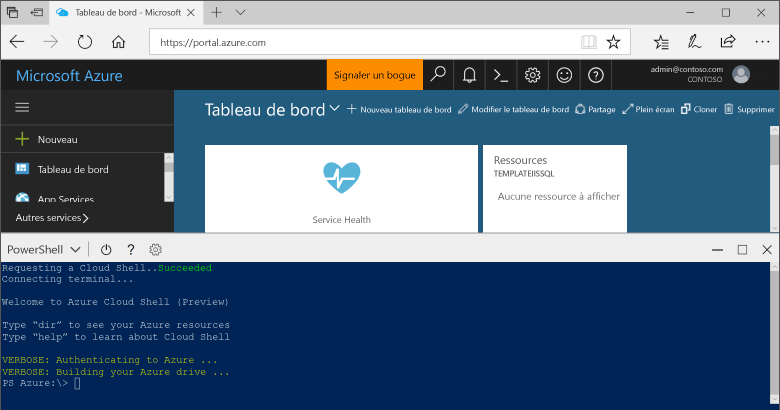 Tableau de bord - Microsoft
https://portal.azure.com
Microsoft Azure
Signaler un bogue
admin@contoso.com
CONTOSO
Nouveau
Tableau de bord
App Services
Autres services
Tableau de bord
Nouveau tableau de bord
Modifier le tableau de bord
Partage
Plein écran
Cloner
Supprimer
Service Health
Ressources
TEMPLATEIISSQL
Aucune ressource à afficher
PowerShell
Requesting a Cloud Shell..Succeeded
Connecting terminal...
Welcome to Azure Cloud Shell (Preview)
Type “dir” to see your Azure resources
Type “help” to learn about Cloud Shell
VERBOSE: Authenticating to Azure ...
VERBOSE: Building your Azure drive ...
PS Azure:\>